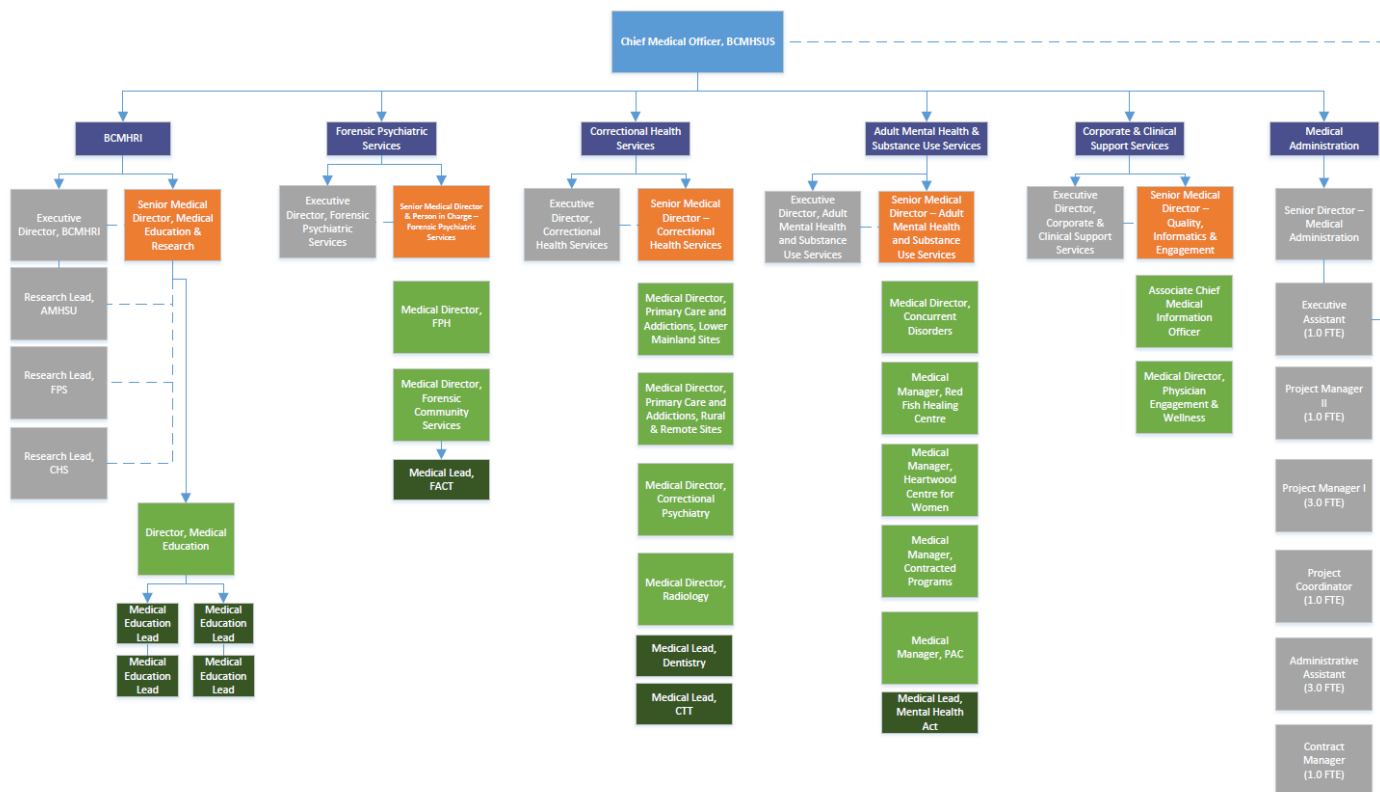 Chief Medical Officer, BCMHSUS
BCMHRI
Executive
Director, BCMHRI
Senior Medical
Director, Medical
Education &
Research
Research Lead,
AMHSU
Research Lead,
FPS
Research Lead,
CHS
Director, Medical
Education
Medical
Education
Lead
Medical
Education
Lead
Medical
Education
Lead
Medical
Education
Lead
Forensic Psychiatric
Services
Executive
Director, Forensic
Psychiatric
Services
Senior Medical Director
& Person in Charge –
Forensic Psychiatric
Services
Medical Director,
FPH
Medical Director,
Forensic
Community
Services
Medical Lead,
FACT
Correctional Health
Services
Executive
Director,
Correctional
Health Services
Senior Medical
Director –
Correctional
Health Services
Medical Director,
Primary Care and
Addictions, Lower
Mainland Sites
Medical Director,
Primary Care and
Addictions, Rural
& Remote Sites
Medical Director,
Correctional
Psychiatry
Medical Director,
Radiology
Medical Lead,
Dentistry
Medical Lead,
CTT
Adult Mental Health &
Substance Use Services
Executive
Director, Adult
Mental Health
and Substance
Use Services
Senior Medical
Director – Adult
Mental Health
and Substance
Use Services
Medical Director,
Concurrent
Disorders
Medical
Manager, Red
Fish Healing
Centre
Medical
Manager,
Heartwood
Centre for
Women
Medical
Manager,
Contracted
Programs
Medical
Manager, PAC
Medical Lead,
Mental Health
Act
Corporate & Clinical
Support Services
Executive
Director,
Corporate &
Clinical Support
Services
Senior Medical
Director –
Quality,
Informatics &
Engagement
Associate Chief
Medical
Information
Officer
Medical Director,
Physician
Engagement &
Wellness
Medical
Administration
Senior Director –
Medical
Administration
Executive
Assistant
(1.0 FTE)
Project Manager
II
(1.0 FTE)
Project Manager I
(3.0 FTE)
Project
Coordinator
(1.0 FTE)
Administrative
Assistant
(3.0 FTE)
Contract
Manager
(1.0 FTE)